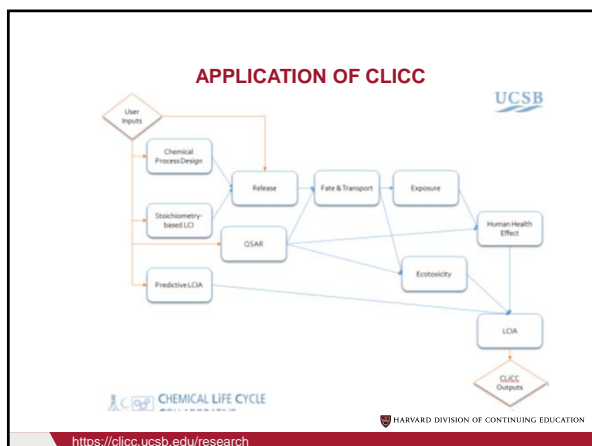 APPLICATION OF CLICC
UCSB
User
Inputs
Chemical
Process Design
Release
Fate & Transport
Exposure
Stoichiometry-
based LCI
QSAR
Human Health
Effect
Ecotoxicity
Predictive LCIA
LCIA
CLiCC
Outputs
CHEMICAL LiFE CYCLE
COLLABORATIVE
HARVARD DIVISION OF CONTINUING EDUCATION
https://clicc.ucsb.edu/research